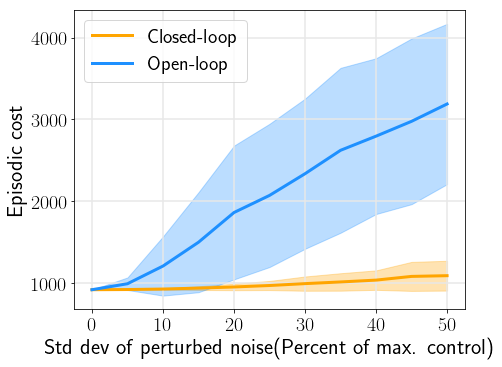 Closed-loop
Open-loop
Episodic cost
4000
3000
2000
1000
0 10 20 30 40 50
Std dev of perturbed noise(Percent of max. control)